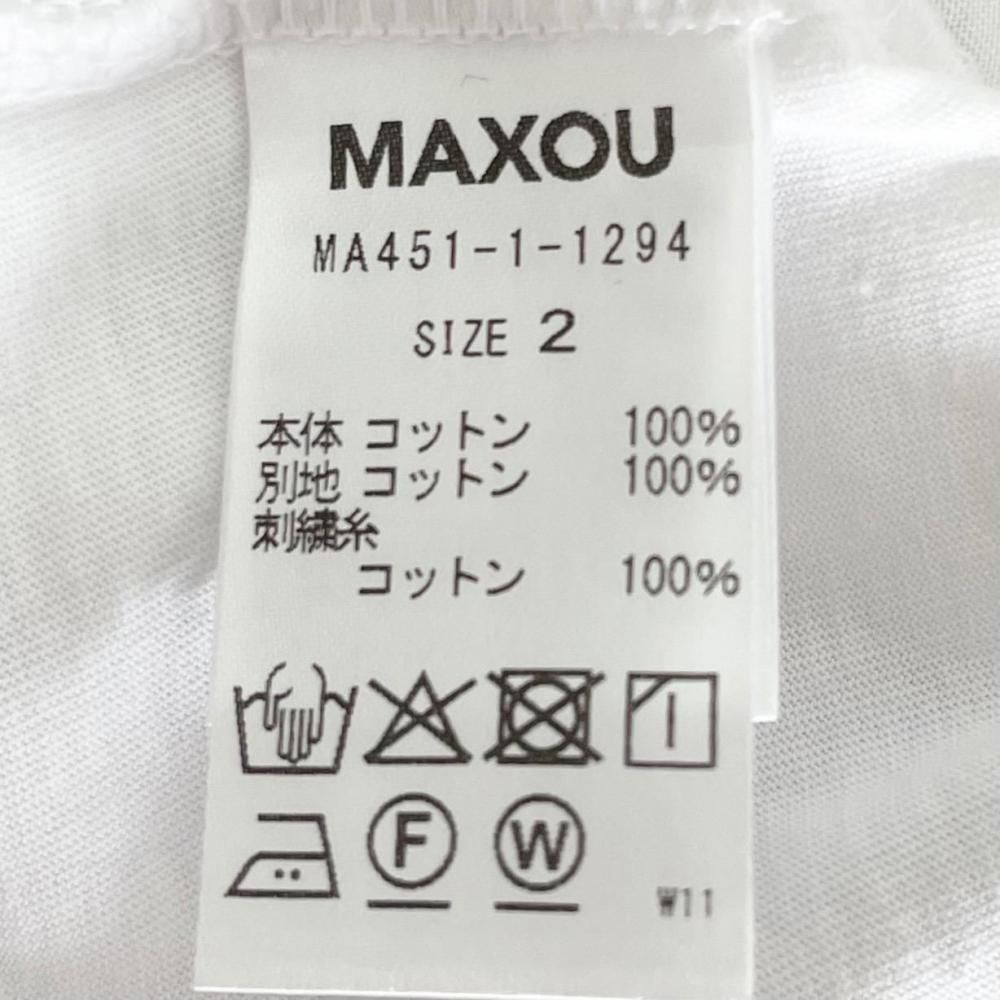 MAXOU
MA451-1-1294
SIZE 2
本体 コットン 100%
別地 コットン 100%
刺繍糸
コットン 100%
F
W
W11